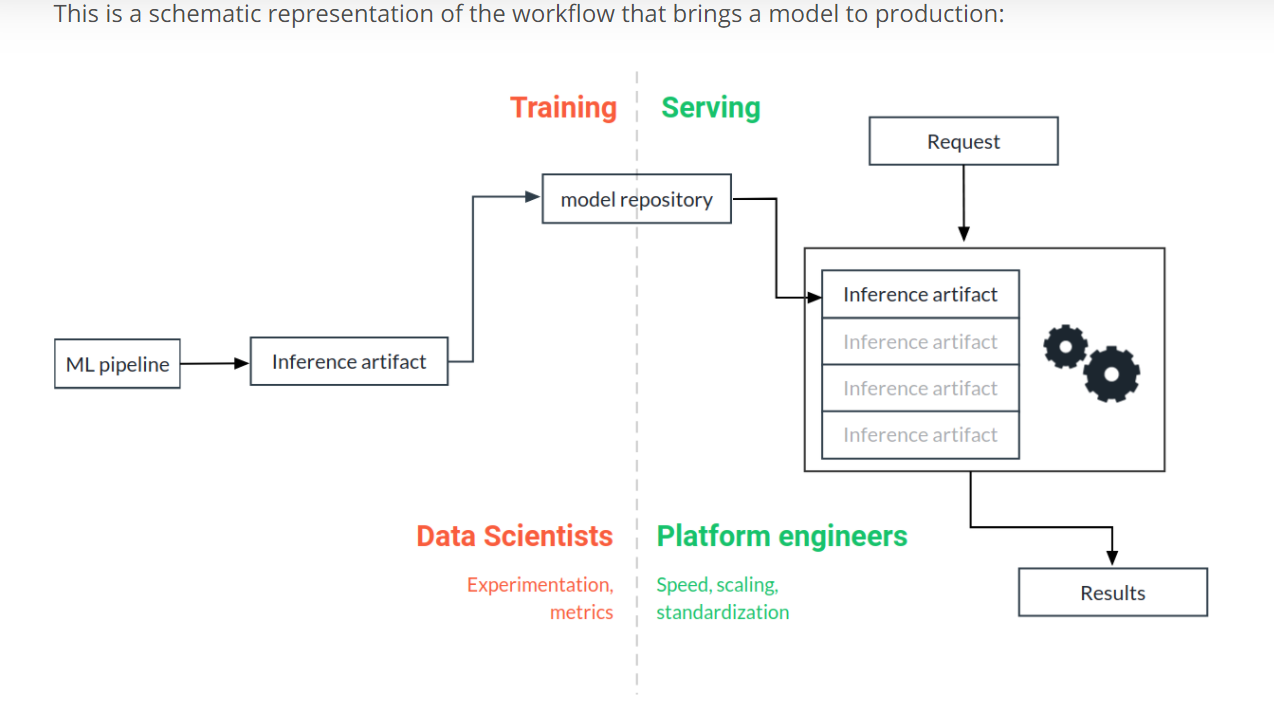 This is a schematic representation of the workflow that brings a model to production:
Training
Serving
Request
model repository
Inference artifact
Inference artifact
Inference artifact
Inference artifact
ML pipeline
Inference artifact
Data Scientists
Experimentation,
metrics
Platform engineers
Speed, scaling,
standardization
Results